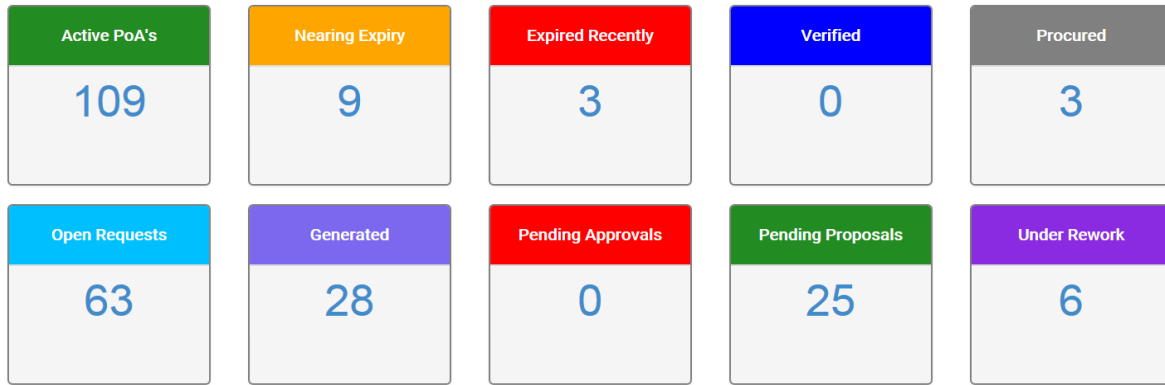 Active PoA's
Nearing Expiry
Expired Recently
Verified
Procured
109
9
3
0
3
Open Requests
Generated
Pending Approvals
Pending Proposals
Under Rework
63
28
0
25
6